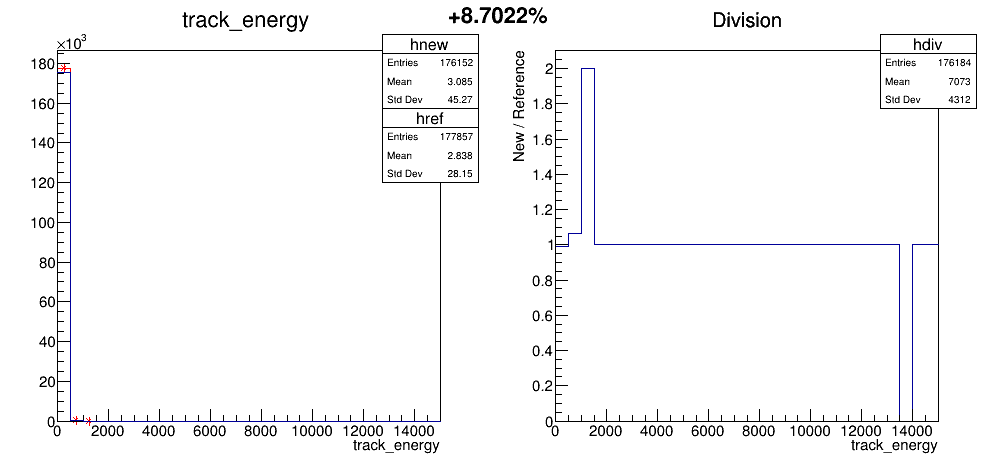 track_energy
+8.7022%
Division
×10³
hnew
Entries 176152
Mean 3.085
Std Dev 45.27
href
Entries 177857
Mean 2.838
Std Dev 28.15
180
160
140
120
100
80
60
40
20
0
0 2000 4000 6000 8000 10000 12000 14000
track_energy
hdiv
Entries 176184
Mean 7073
Std Dev 4312
New / Reference
2
1.8
1.6
1.4
1.2
1
0.8
0.6
0.4
0.2
0
0 2000 4000 6000 8000 10000 12000 14000
track_energy